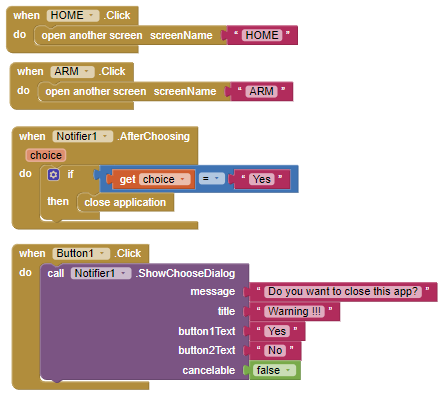 when HOME .Click
do open another screen screenName " HOME "
when ARM .Click
do open another screen screenName " ARM "
when Notifier1 .AfterChoosing
choice
do if get choice = " Yes "
then close application
when Button1 .Click
do call Notifier1 .ShowChooseDialog
message " Do you want to close this app? "
title " Warning !!! "
button1Text " Yes "
button2Text " No "
cancelable false